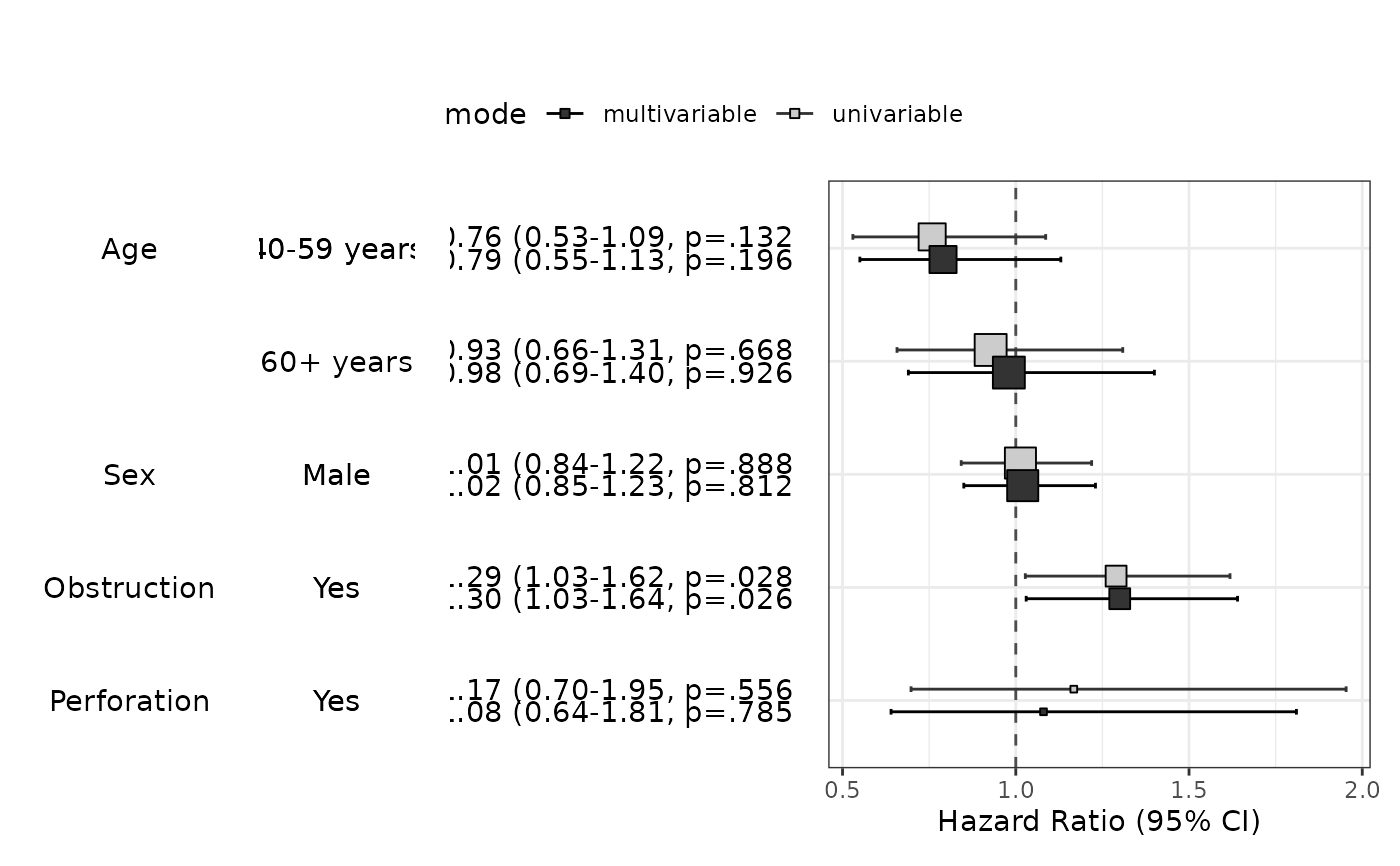 mode multivariable univariable
Age 40-59 years
0.76 (0.53-1.09, p=.132
0.79 (0.55-1.13, p=.196
60+ years
0.93 (0.66-1.31, p=.668
0.98 (0.69-1.40, p=.926
Sex Male
1.01 (0.84-1.22, p=.888
1.02 (0.85-1.23, p=.812
Obstruction Yes
1.29 (1.03-1.62, p=.028
1.30 (1.03-1.64, p=.026
Perforation Yes
1.17 (0.70-1.95, p=.556
1.08 (0.64-1.81, p=.785
0.5 1.0 1.5 2.0
Hazard Ratio (95% CI)